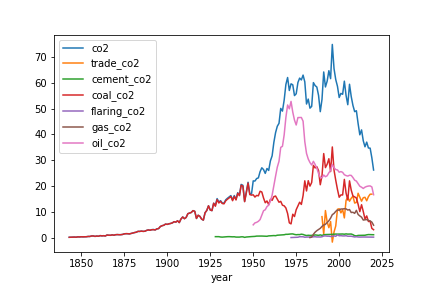 co2
trade_co2
cement_co2
coal_co2
flaring_co2
gas_co2
oil_co2
70
60
50
40
30
20
10
0
1850 1875 1900 1925 1950 1975 2000 2025
year